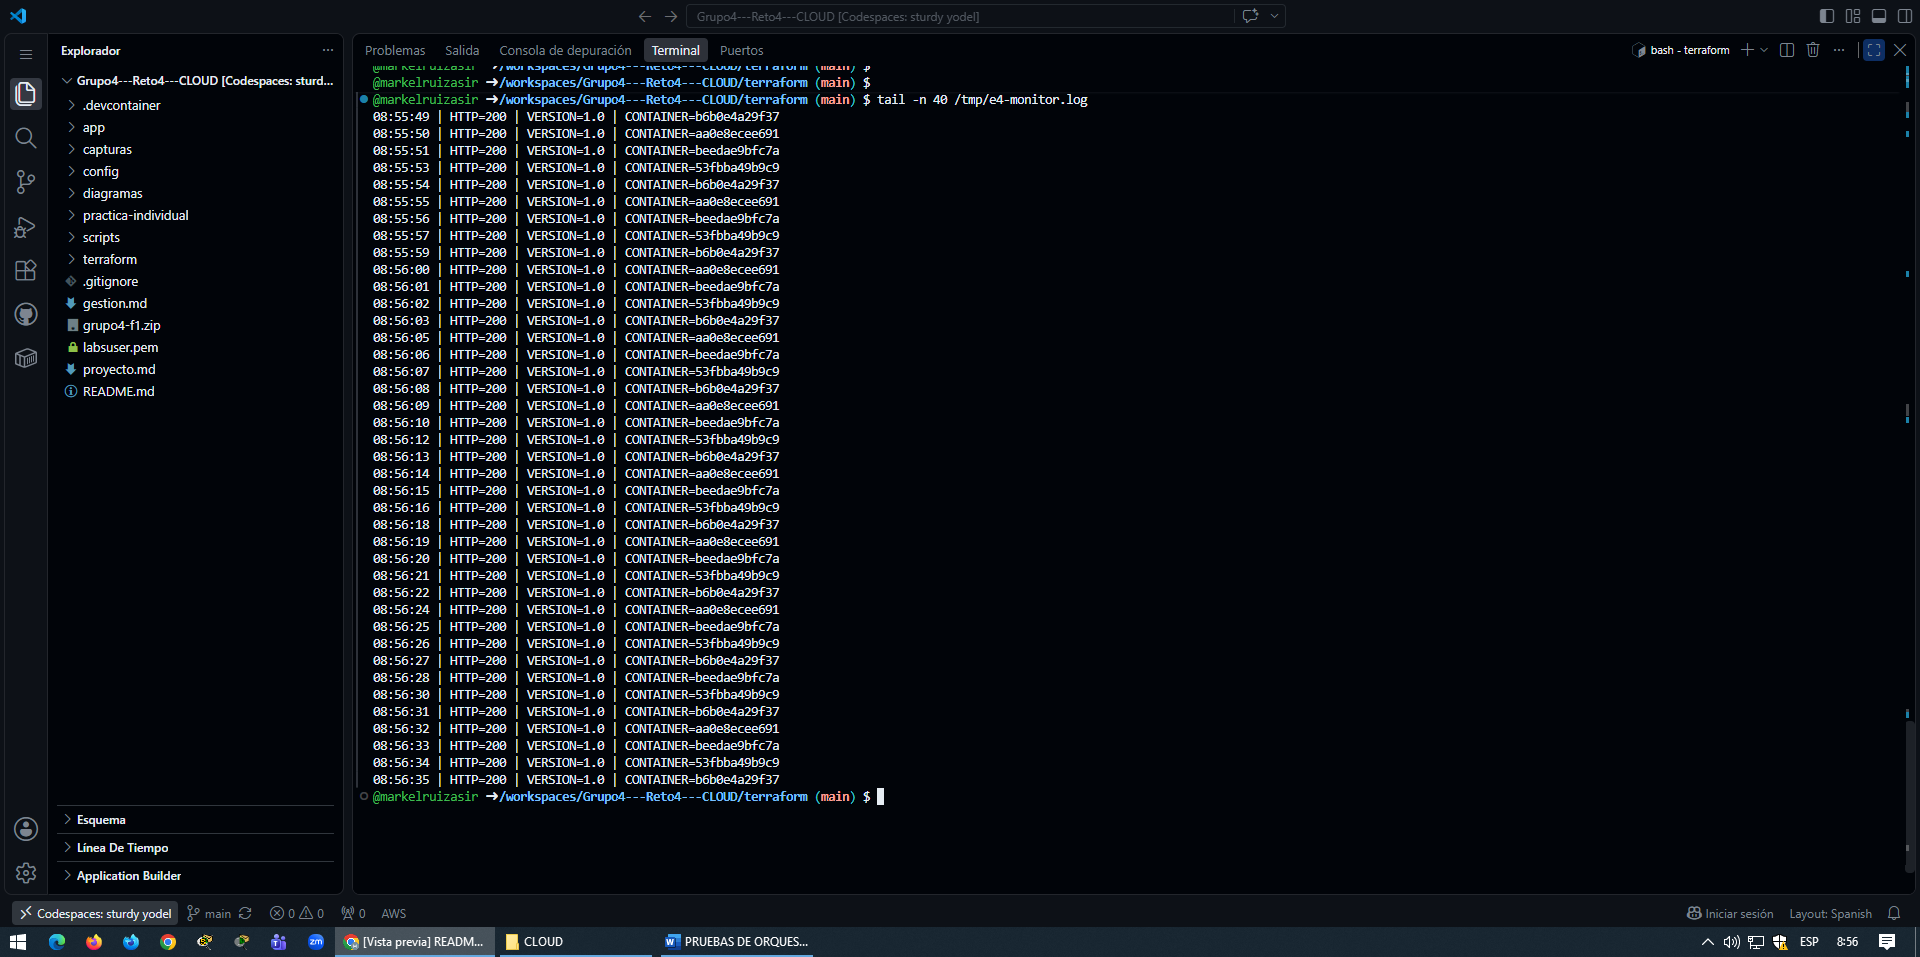 Grupo4---Reto4---CLOUD [Codespaces: sturdy yodel]
Explorador
Grupo4---Reto4---CLOUD [Codespaces: sturd...
.devcontainer
app
capturas
config
diagramas
practica-individual
scripts
terraform
.gitignore
gestion.md
grupo4-f1.zip
labsuser.pem
proyecto.md
README.md
Esquema
Línea De Tiempo
Application Builder
Problemas Salida Consola de depuración Terminal Puertos
bash - terraform
@markelruizasir ➜/workspaces/Grupo4---Reto4---CLOUD/terraform (main) $
@markelruizasir ➜/workspaces/Grupo4---Reto4---CLOUD/terraform (main) $
@markelruizasir ➜/workspaces/Grupo4---Reto4---CLOUD/terraform (main) $ tail -n 40 /tmp/e4-monitor.log
08:55:49 | HTTP=200 | VERSION=1.0 | CONTAINER=b6b0e4a29f37
08:55:50 | HTTP=200 | VERSION=1.0 | CONTAINER=aa0e8ecee691
08:55:51 | HTTP=200 | VERSION=1.0 | CONTAINER=beedae9bfc7a
08:55:53 | HTTP=200 | VERSION=1.0 | CONTAINER=53fbba49b9c9
08:55:54 | HTTP=200 | VERSION=1.0 | CONTAINER=b6b0e4a29f37
08:55:55 | HTTP=200 | VERSION=1.0 | CONTAINER=aa0e8ecee691
08:55:56 | HTTP=200 | VERSION=1.0 | CONTAINER=beedae9bfc7a
08:55:57 | HTTP=200 | VERSION=1.0 | CONTAINER=53fbba49b9c9
08:55:59 | HTTP=200 | VERSION=1.0 | CONTAINER=b6b0e4a29f37
08:56:00 | HTTP=200 | VERSION=1.0 | CONTAINER=aa0e8ecee691
08:56:01 | HTTP=200 | VERSION=1.0 | CONTAINER=beedae9bfc7a
08:56:02 | HTTP=200 | VERSION=1.0 | CONTAINER=53fbba49b9c9
08:56:03 | HTTP=200 | VERSION=1.0 | CONTAINER=b6b0e4a29f37
08:56:05 | HTTP=200 | VERSION=1.0 | CONTAINER=aa0e8ecee691
08:56:06 | HTTP=200 | VERSION=1.0 | CONTAINER=beedae9bfc7a
08:56:07 | HTTP=200 | VERSION=1.0 | CONTAINER=53fbba49b9c9
08:56:08 | HTTP=200 | VERSION=1.0 | CONTAINER=b6b0e4a29f37
08:56:09 | HTTP=200 | VERSION=1.0 | CONTAINER=aa0e8ecee691
08:56:10 | HTTP=200 | VERSION=1.0 | CONTAINER=beedae9bfc7a
08:56:12 | HTTP=200 | VERSION=1.0 | CONTAINER=53fbba49b9c9
08:56:13 | HTTP=200 | VERSION=1.0 | CONTAINER=b6b0e4a29f37
08:56:14 | HTTP=200 | VERSION=1.0 | CONTAINER=aa0e8ecee691
08:56:15 | HTTP=200 | VERSION=1.0 | CONTAINER=beedae9bfc7a
08:56:16 | HTTP=200 | VERSION=1.0 | CONTAINER=53fbba49b9c9
08:56:18 | HTTP=200 | VERSION=1.0 | CONTAINER=b6b0e4a29f37
08:56:19 | HTTP=200 | VERSION=1.0 | CONTAINER=aa0e8ecee691
08:56:20 | HTTP=200 | VERSION=1.0 | CONTAINER=beedae9bfc7a
08:56:21 | HTTP=200 | VERSION=1.0 | CONTAINER=53fbba49b9c9
08:56:22 | HTTP=200 | VERSION=1.0 | CONTAINER=b6b0e4a29f37
08:56:24 | HTTP=200 | VERSION=1.0 | CONTAINER=aa0e8ecee691
08:56:25 | HTTP=200 | VERSION=1.0 | CONTAINER=beedae9bfc7a
08:56:26 | HTTP=200 | VERSION=1.0 | CONTAINER=53fbba49b9c9
08:56:27 | HTTP=200 | VERSION=1.0 | CONTAINER=b6b0e4a29f37
08:56:28 | HTTP=200 | VERSION=1.0 | CONTAINER=beedae9bfc7a
08:56:30 | HTTP=200 | VERSION=1.0 | CONTAINER=53fbba49b9c9
08:56:31 | HTTP=200 | VERSION=1.0 | CONTAINER=b6b0e4a29f37
08:56:32 | HTTP=200 | VERSION=1.0 | CONTAINER=aa0e8ecee691
08:56:33 | HTTP=200 | VERSION=1.0 | CONTAINER=beedae9bfc7a
08:56:34 | HTTP=200 | VERSION=1.0 | CONTAINER=53fbba49b9c9
08:56:35 | HTTP=200 | VERSION=1.0 | CONTAINER=b6b0e4a29f37
@markelruizasir ➜/workspaces/Grupo4---Reto4---CLOUD/terraform (main) $
Codespaces: sturdy yodel main 0 0 0 AWS Iniciar sesión Layout: Spanish
[Vista previa] READM... CLOUD PRUEBAS DE ORQUES... ESP 8:56